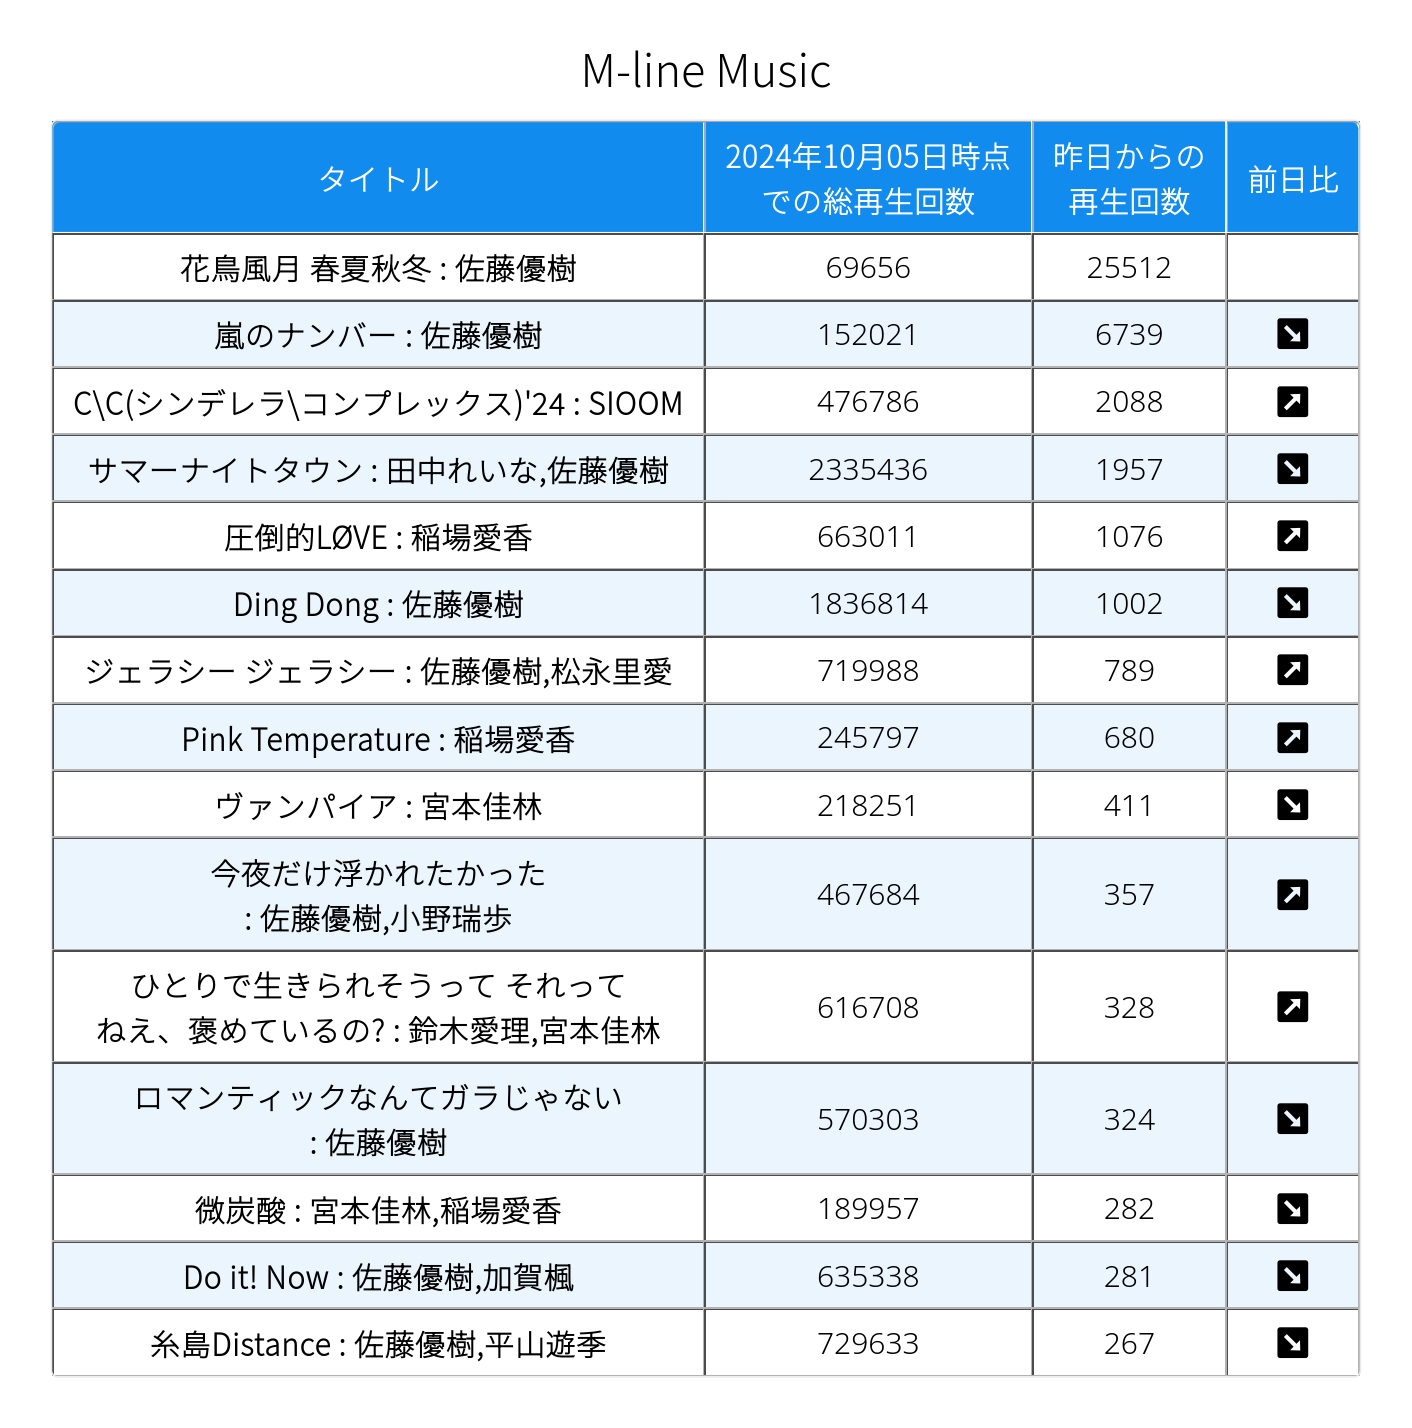 M-line Music
タイトル
2024年10月05日時点
での総再生回数
昨日からの
再生回数
前日比
花鳥風月 春夏秋冬 : 佐藤優樹 69656 25512
嵐のナンバー : 佐藤優樹 152021 6739
C\C(シンデレラ\コンプレックス)'24 : SIOOM 476786 2088
サマーナイトタウン : 田中れいな,佐藤優樹 2335436 1957
圧倒的LØVE : 稲場愛香 663011 1076
Ding Dong : 佐藤優樹 1836814 1002
ジェラシー ジェラシー : 佐藤優樹,松永里愛 719988 789
Pink Temperature : 稲場愛香 245797 680
ヴァンパイア : 宮本佳林 218251 411
今夜だけ浮かれたかった
: 佐藤優樹,小野瑞歩 467684 357
ひとりで生きられそうって それって
ねえ、褒めているの? : 鈴木愛理,宮本佳林 616708 328
ロマンティックなんてガラじゃない
: 佐藤優樹 570303 324
微炭酸 : 宮本佳林,稲場愛香 189957 282
Do it! Now : 佐藤優樹,加賀楓 635338 281
糸島Distance : 佐藤優樹,平山遊季 729633 267